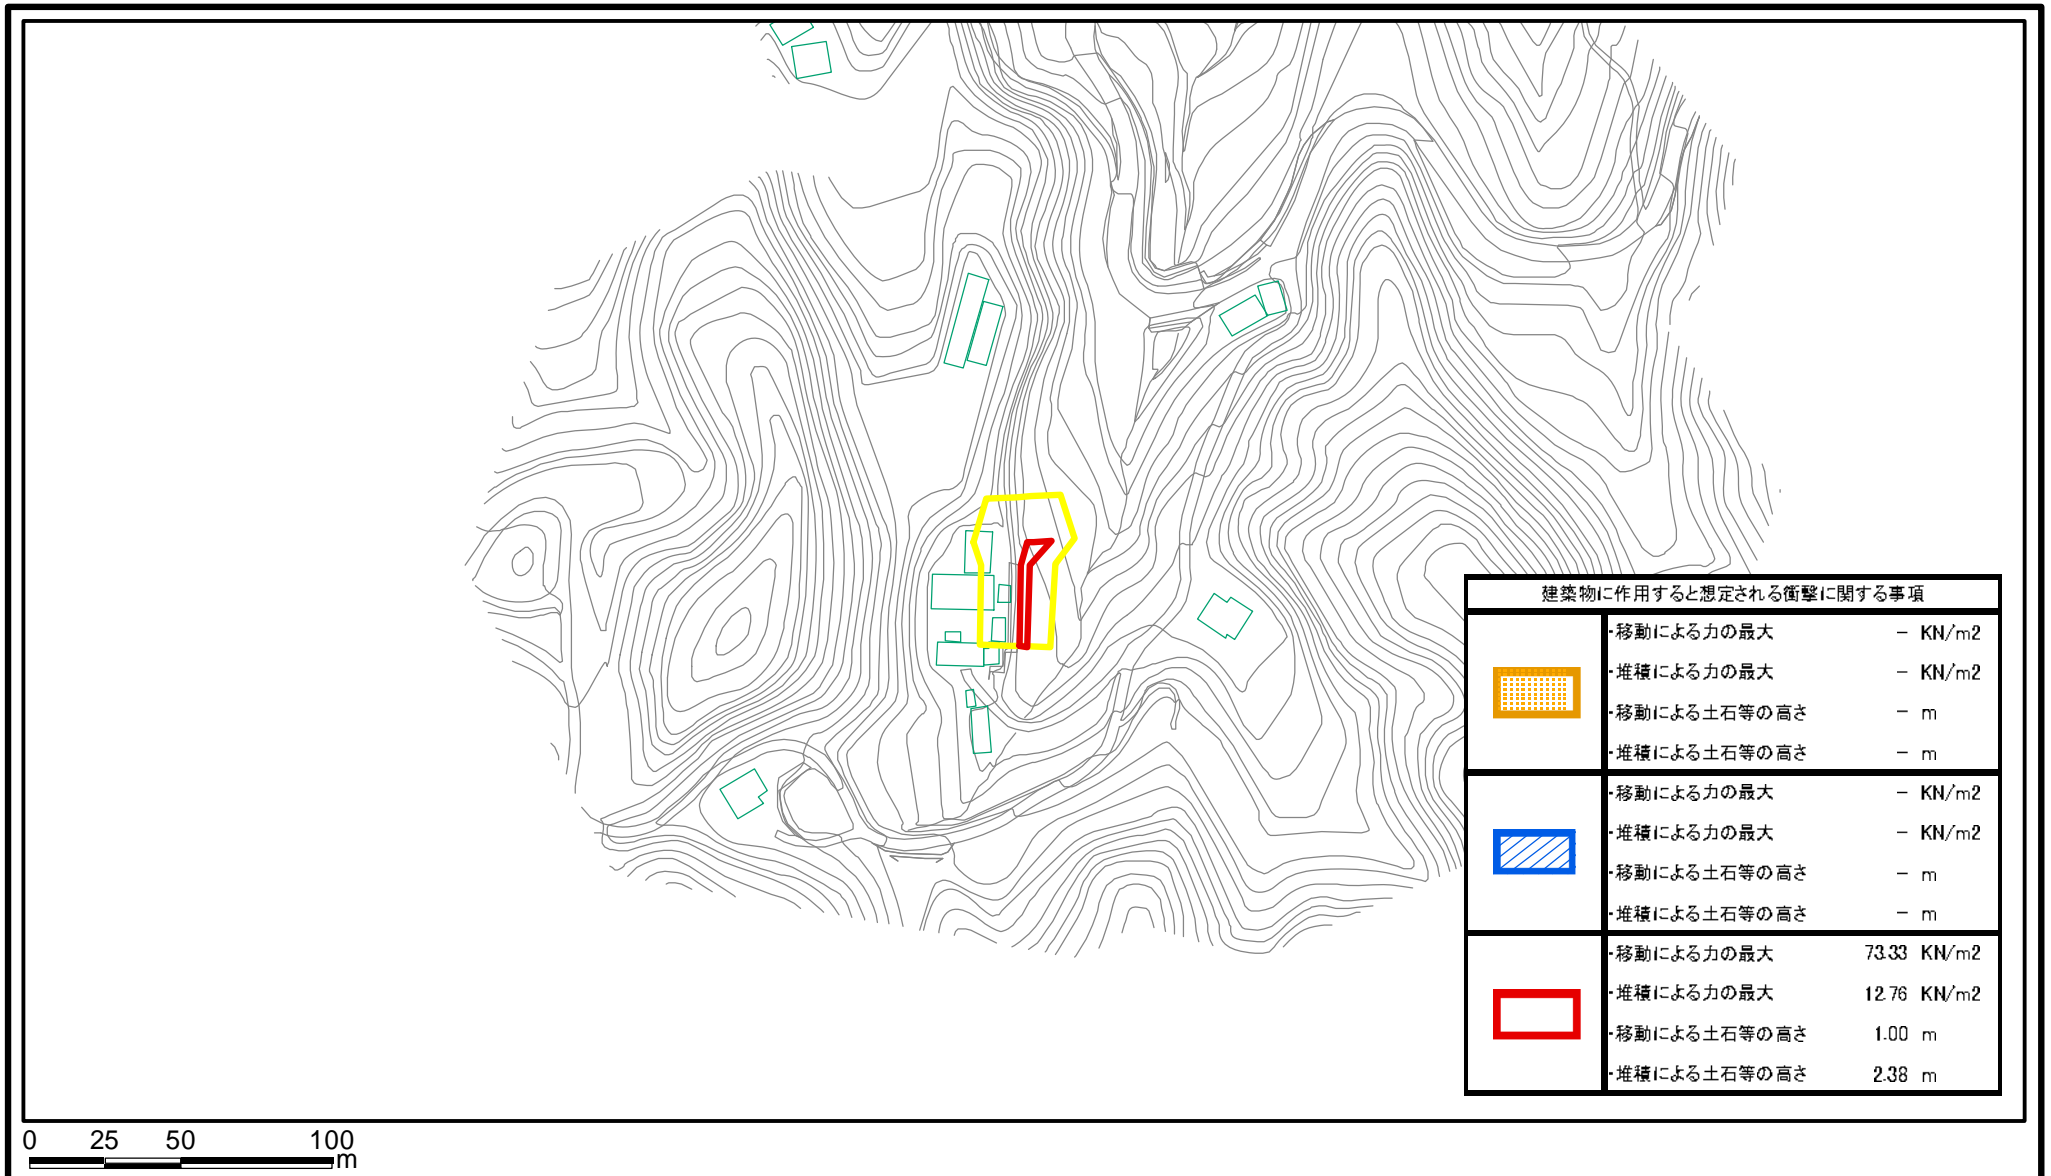 建築物に作用すると想定される衝撃に関する事項
・移動による力の最大 － KN/m2
・堆積による力の最大 － KN/m2
・移動による土石等の高さ － m
・堆積による土石等の高さ － m
・移動による力の最大 － KN/m2
・堆積による力の最大 － KN/m2
・移動による土石等の高さ － m
・堆積による土石等の高さ － m
・移動による力の最大 73.33 KN/m2
・堆積による力の最大 12.76 KN/m2
・移動による土石等の高さ 1.00 m
・堆積による土石等の高さ 2.38 m
0 25 50 100
m